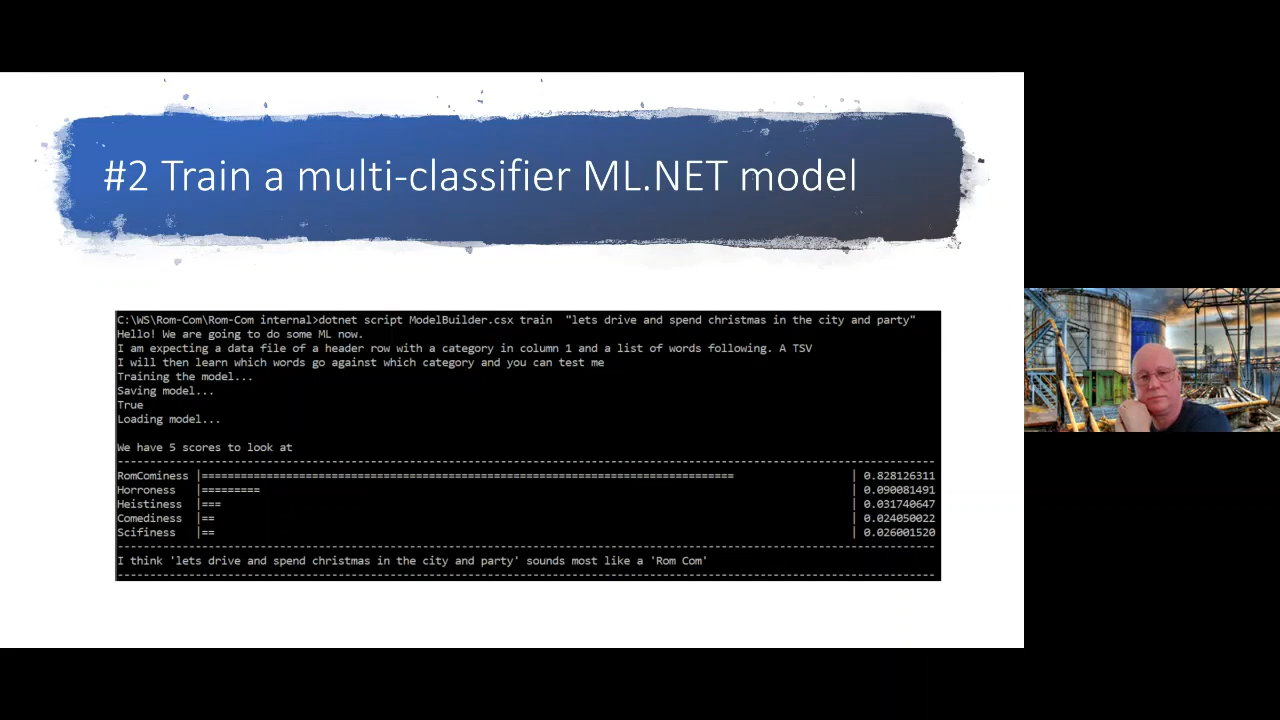 #2 Train a multi-classifier ML.NET model
C:\WS\Rom-Com\Rom-Com internal>dotnet script ModelBuilder.csx train  "lets drive and spend christmas in the city and party"
Hello! We are going to do some ML now.
I am expecting a data file of a header row with a category in column 1 and a list of words following. A TSV
I will then learn which words go against which category and you can test me
Training the model...
Saving model...
True
Loading model...
We have 5 scores to look at
RomCominess | 0.828126311
Horroness | 0.090081491
Heistiness | 0.031740647
Comediness | 0.024050022
Scifiness | 0.026001520
I think 'lets drive and spend christmas in the city and party' sounds most like a 'Rom Com'